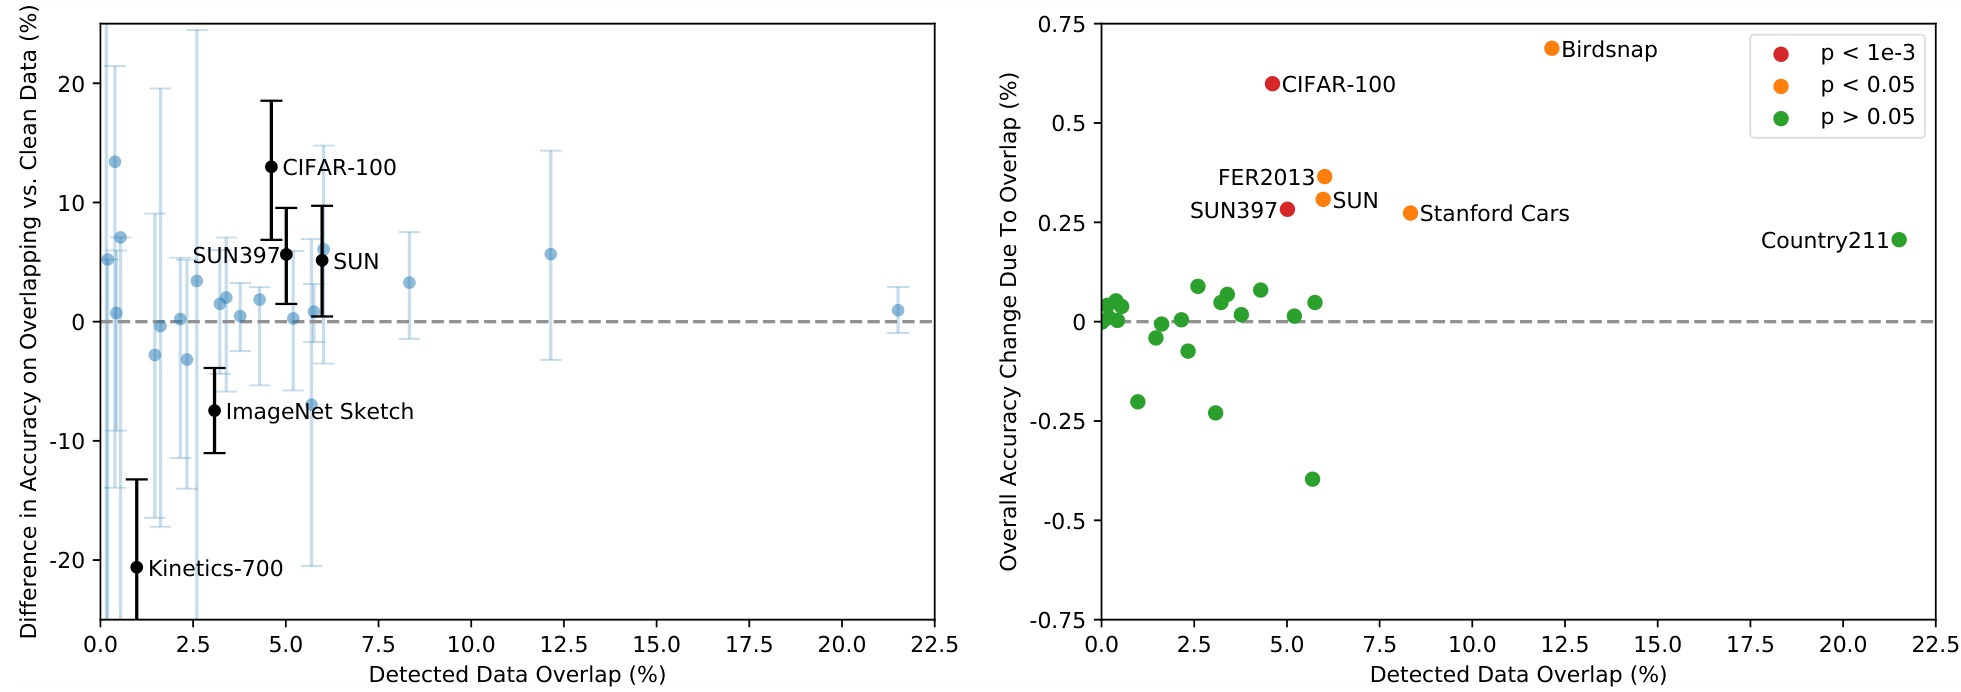 Difference in Accuracy on Overlapping vs. Clean Data (%)
20
10
0
-10
-20
CIFAR-100
SUN397
SUN
ImageNet Sketch
Kinetics-700
0.0 2.5 5.0 7.5 10.0 12.5 15.0 17.5 20.0 22.5
Detected Data Overlap (%)
Overall Accuracy Change Due To Overlap (%)
0.75
0.5
0.25
0
-0.25
-0.5
-0.75
Birdsnap
CIFAR-100
FER2013
SUN
SUN397
Stanford Cars
Country211
p < 1e-3
p < 0.05
p > 0.05
0.0 2.5 5.0 7.5 10.0 12.5 15.0 17.5 20.0 22.5
Detected Data Overlap (%)